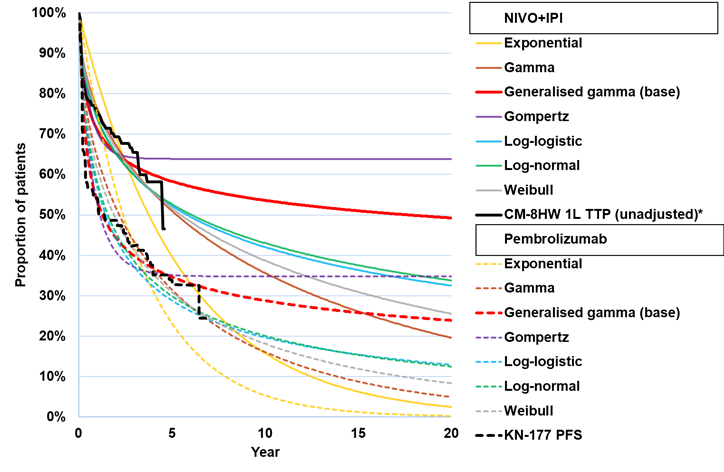 100%
90%
80%
70%
60%
50%
40%
30%
20%
10%
0%
Proportion of patients
0
5
10
15
20
Year
NIVO+IPI
Exponential
Gamma
Generalised gamma (base)
Gompertz
Log-logistic
Log-normal
Weibull
CM-8HW 1L TTP (unadjusted)*
Pembrolizumab
Exponential
Gamma
Generalised gamma (base)
Gompertz
Log-logistic
Log-normal
Weibull
KN-177 PFS